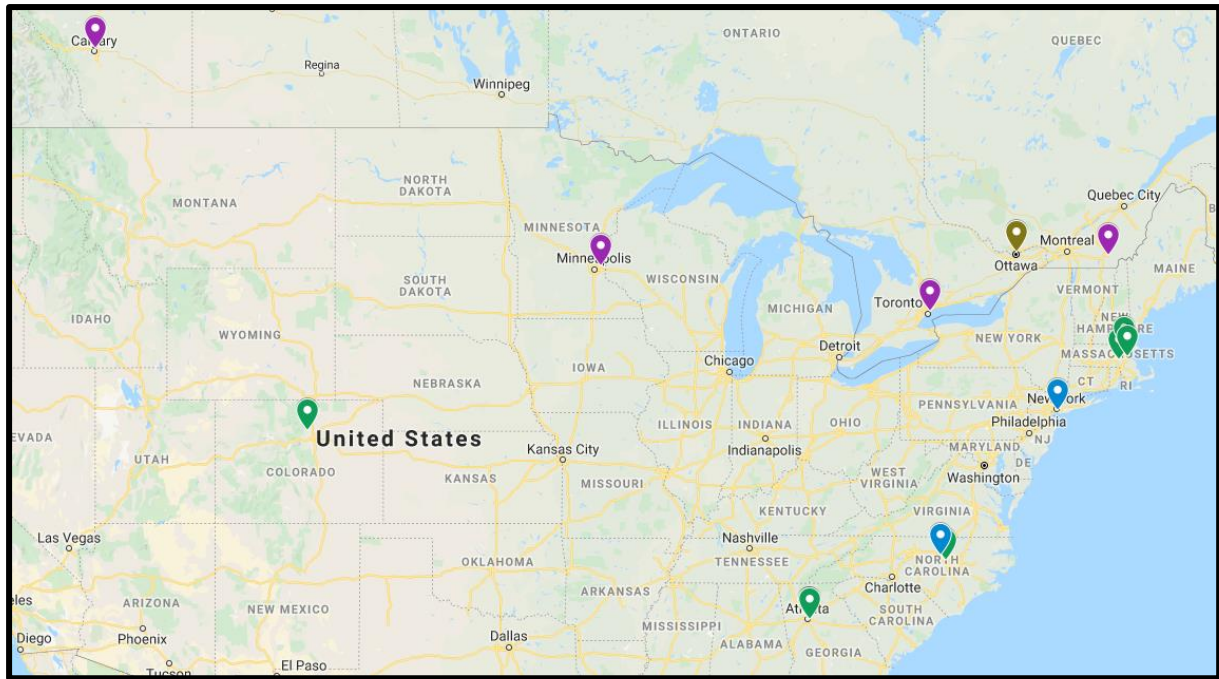 ONTARIO
QUEBEC
Calgary
Regina
Winnipeg
NORTH
DAKOTA
Quebec City
MONTANA
MINNESOTA
Montreal
Ottawa
MAINE
Minneapolis
WISCONSIN
SOUTH
DAKOTA
VERMONT
Toronto
MICHIGAN
IDAHO
NEW
HAMPSHIRE
WYOMING
NEW YORK
Detroit
MASSACHUSETTS
Chicago
IOWA
NEBRASKA
CT
RI
New York
PENNSYLVANIA
Philadelphia
United States
EVADA
ILLINOIS
INDIANA
OHIO
NJ
Kansas City
Indianapolis
MARYLAND
UTAH
DE
COLORADO
KANSAS
MISSOURI
WEST
VIRGINIA
Washington
KENTUCKY
VIRGINIA
Las Vegas
Nashville
OKLAHOMA
TENNESSEE
NORTH
CAROLINA
ARKANSAS
Charlotte
eles
ARIZONA
NEW MEXICO
Atlanta
SOUTH
CAROLINA
MISSISSIPPI
Diego
Phoenix
Dallas
ALABAMA
GEORGIA
El Paso
Tucson